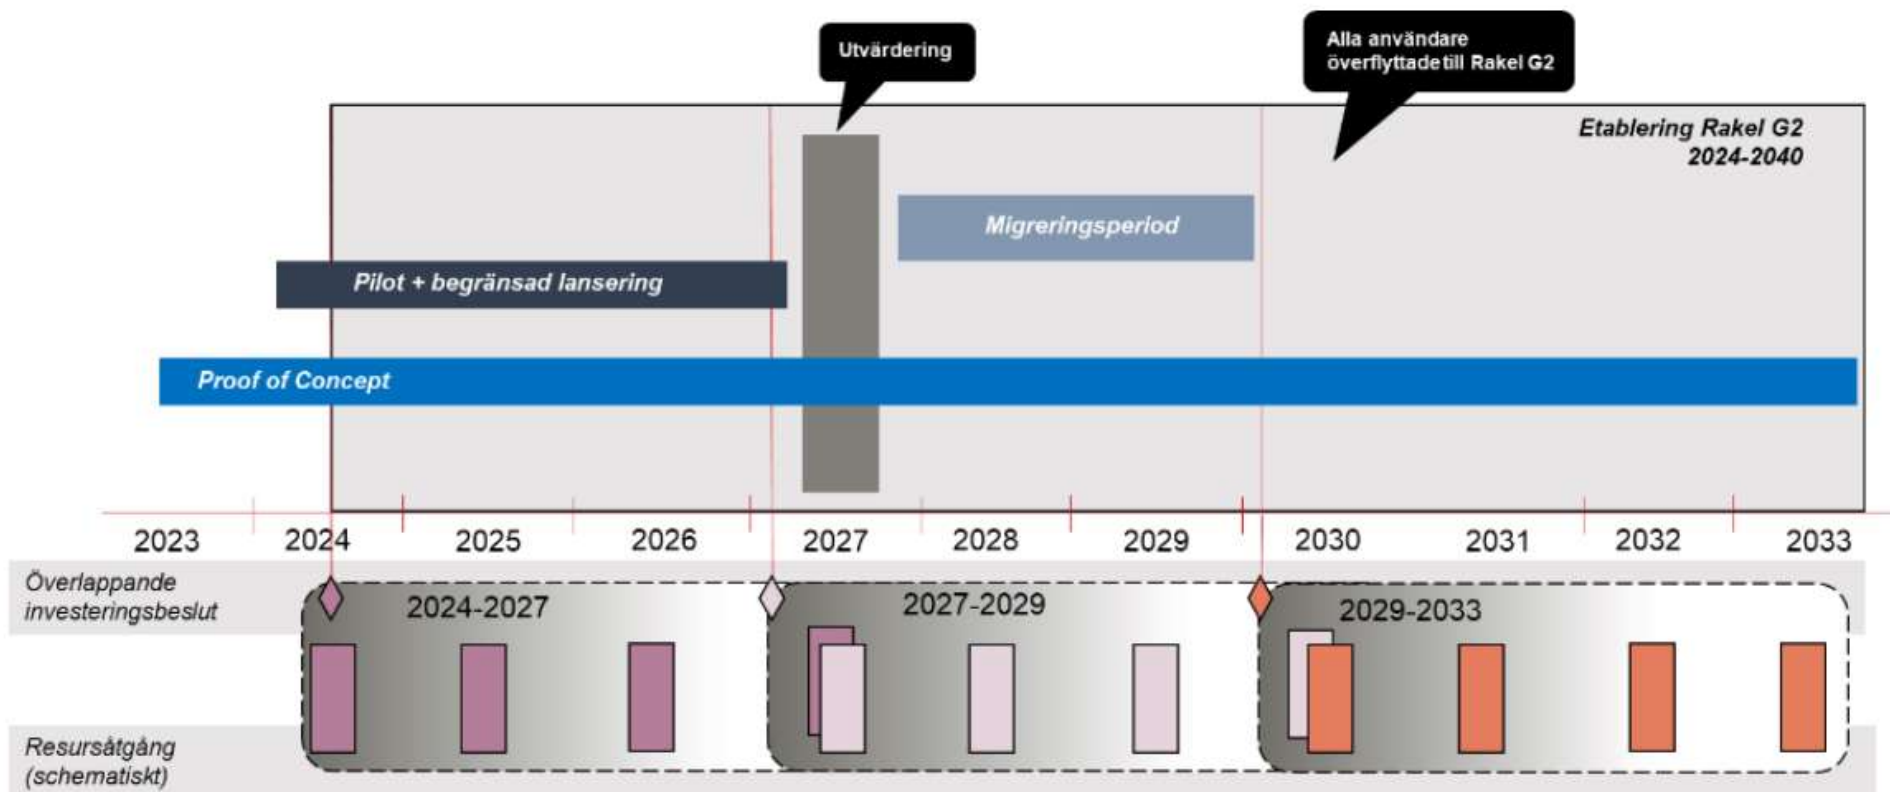 Utvärdering
Alla användare
överflyttadetill Rakel G2
Etablering Rakel G2
2024-2040
Migreringsperiod
Pilot + begränsad lansering
Proof of Concept
2023 2024 2025 2026 2027 2028 2029 2030 2031 2032 2033
Överlappande
investeringsbeslut
2024-2027 2027-2029 2029-2033
Resursåtgång
(schematiskt)